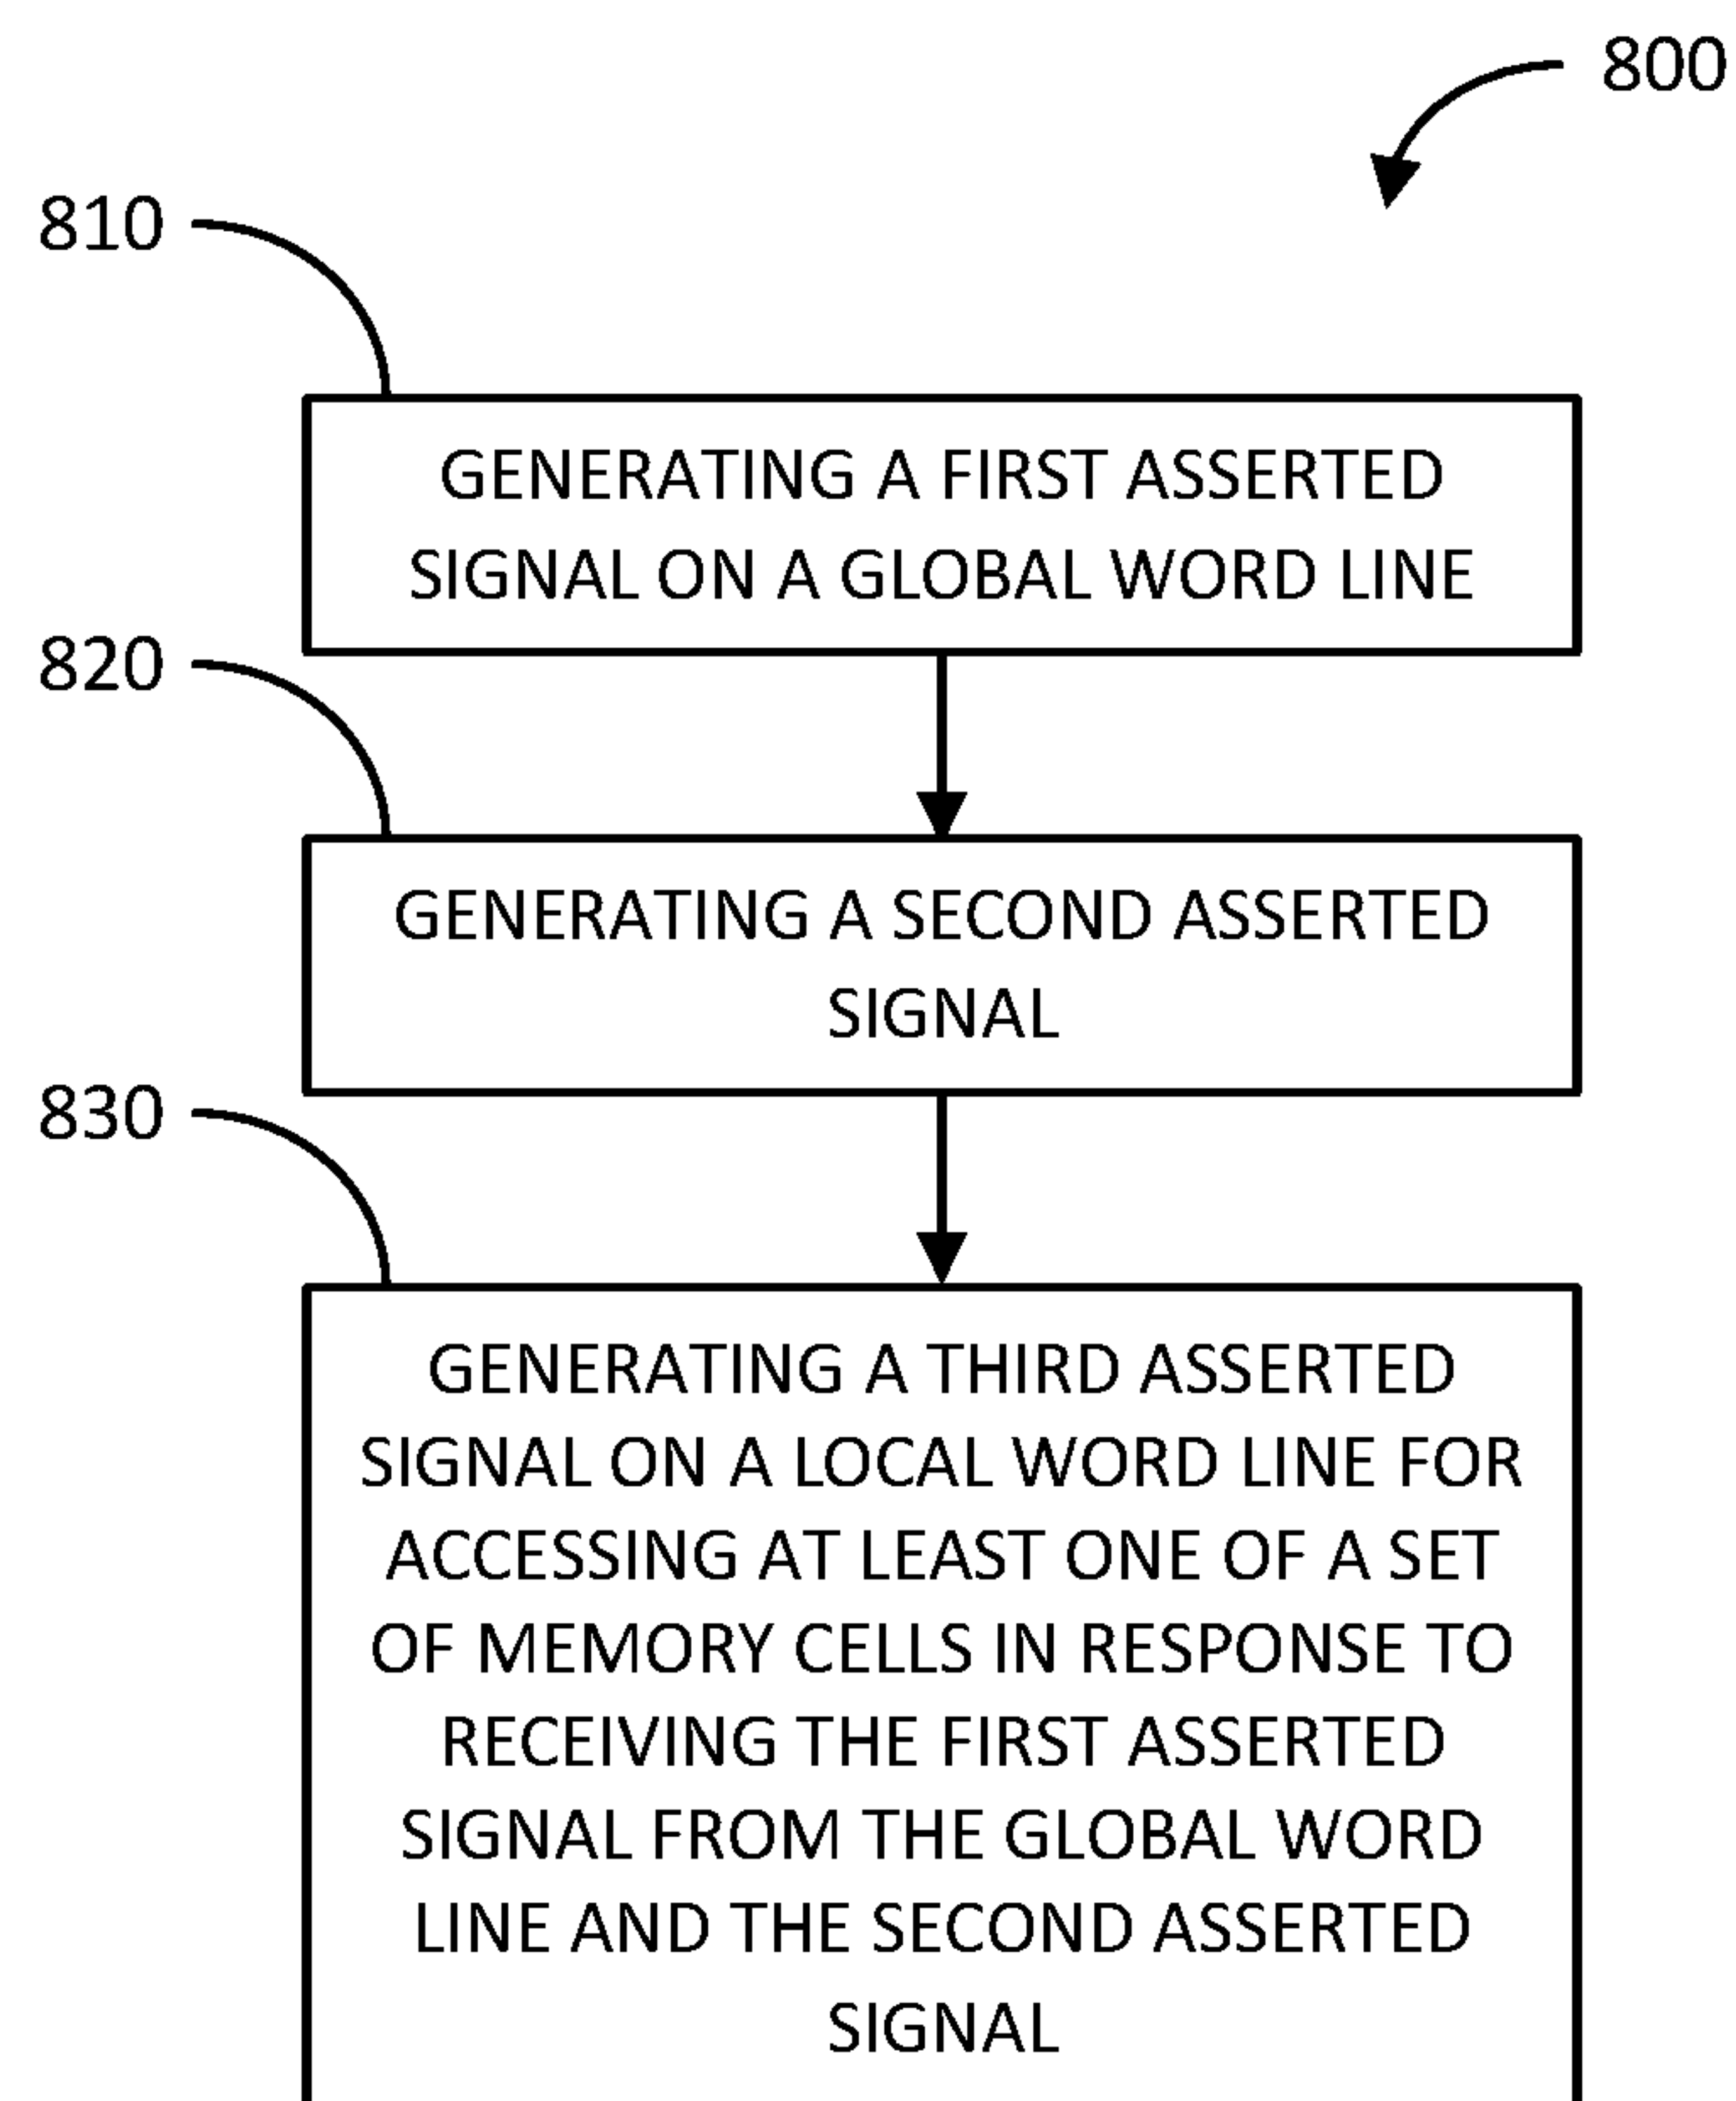 800
810
GENERATING A FIRST ASSERTED
SIGNAL ON A GLOBAL WORD LINE
820
GENERATING A SECOND ASSERTED
SIGNAL
830
GENERATING A THIRD ASSERTED
SIGNAL ON A LOCAL WORD LINE FOR
ACCESSING AT LEAST ONE OF A SET
OF MEMORY CELLS IN RESPONSE TO
RECEIVING THE FIRST ASSERTED
SIGNAL FROM THE GLOBAL WORD
LINE AND THE SECOND ASSERTED
SIGNAL